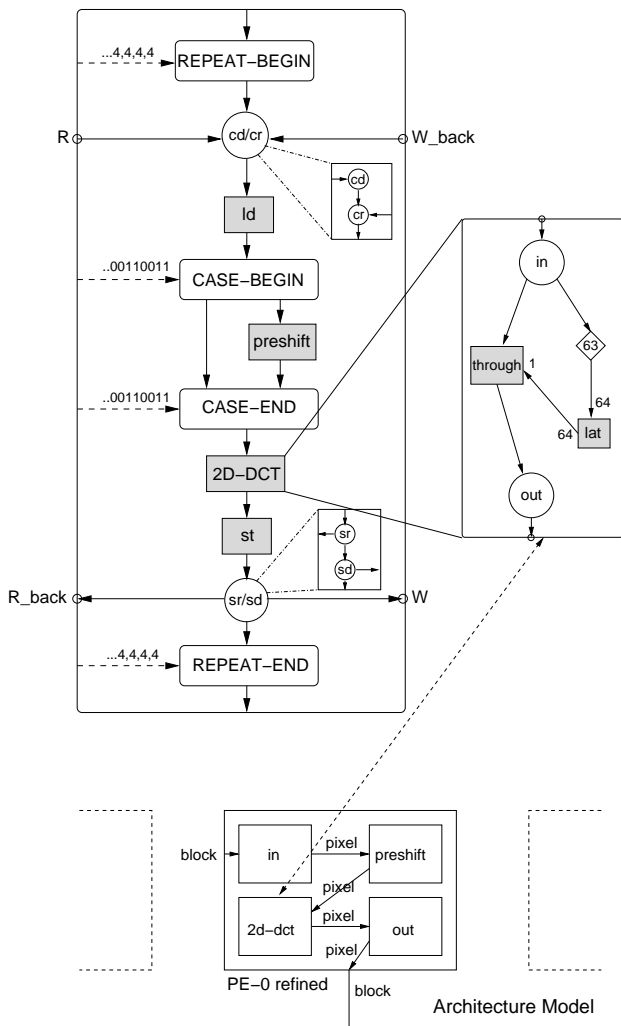 ...4,4,4,4
REPEAT−BEGIN
R
cd/cr
W_back
cd
cr
ld
..00110011
CASE−BEGIN
preshift
..00110011
CASE−END
2D−DCT
st
sr
sd
R_back
sr/sd
W
...4,4,4,4
REPEAT−END
in
63
through
1
64
64
lat
out
block
in
pixel
preshift
pixel
2d−dct
pixel
out
pixel
PE−0 refined
block
Architecture Model